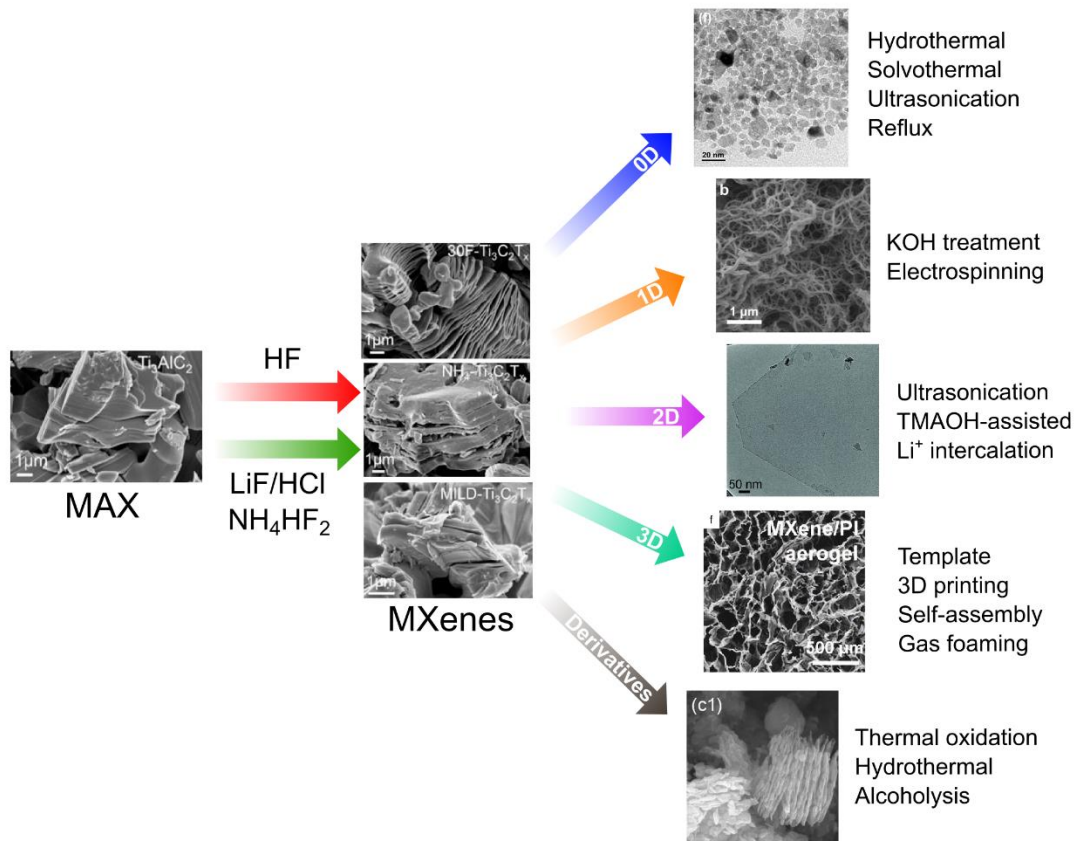 Ti₃AlC₂
1μm
MAX
HF
LiF/HCl
NH₄HF₂
30F-Ti₃C₂Tₓ
1μm
NH₄-Ti₃C₂Tₓ
1μm
MILD-Ti₃C₂Tₓ
1μm
MXenes
0D
(f)
20 nm
Hydrothermal
Solvothermal
Ultrasonication
Reflux
1D
b
1 μm
KOH treatment
Electrospinning
2D
50 nm
Ultrasonication
TMAOH-assisted
Li⁺ intercalation
3D
f
MXene/PI
aerogel
500 μm
Template
3D printing
Self-assembly
Gas foaming
Derivatives
(c1)
Thermal oxidation
Hydrothermal
Alcoholysis